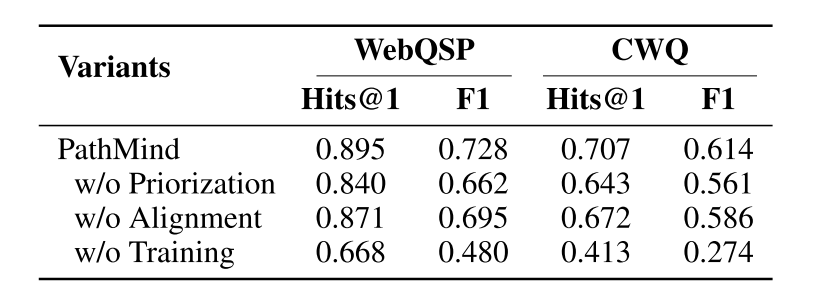 Variants WebQSP CWQ
Hits@1 F1 Hits@1 F1
PathMind 0.895 0.728 0.707 0.614
w/o Priorization 0.840 0.662 0.643 0.561
w/o Alignment 0.871 0.695 0.672 0.586
w/o Training 0.668 0.480 0.413 0.274